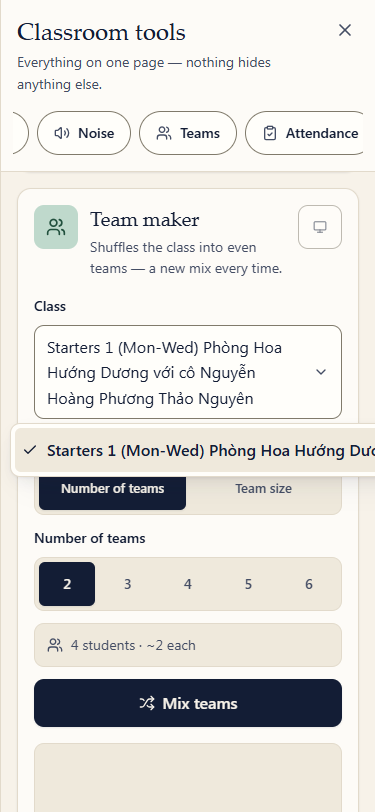 Classroom tools
Everything on one page — nothing hides
anything else.
Noise
Teams
Attendance
Team maker
Shuffles the class into even
teams — a new mix every time.
Class
Starters 1 (Mon-Wed) Phòng Hoa
Hướng Dương với cô Nguyễn
Hoàng Phương Thảo Nguyên
Starters 1 (Mon-Wed) Phòng Hoa Hướng
Number of teams
Team size
Number of teams
2 3 4 5 6
4 students · ~2 each
Mix teams